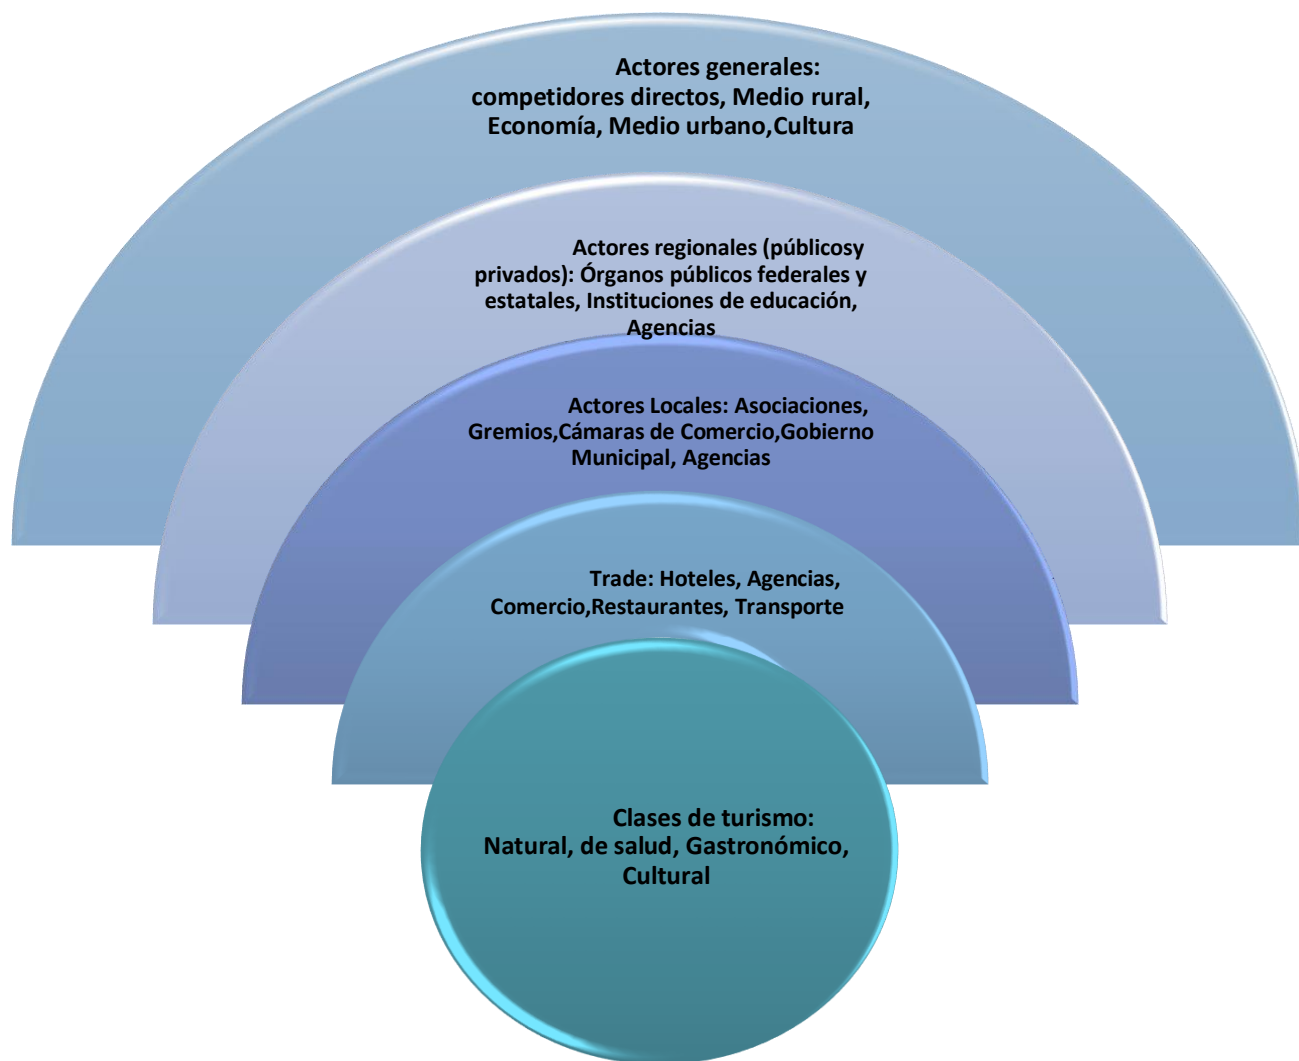 Actores generales:
competidores directos, Medio rural,
Economía, Medio urbano,Cultura
Actores regionales (públicosy
privados): Órganos públicos federales y
estatales, Instituciones de educación,
Agencias
Actores Locales: Asociaciones,
Gremios,Cámaras de Comercio,Gobierno
Municipal, Agencias
Trade: Hoteles, Agencias,
Comercio,Restaurantes, Transporte
Clases de turismo:
Natural, de salud, Gastronómico,
Cultural